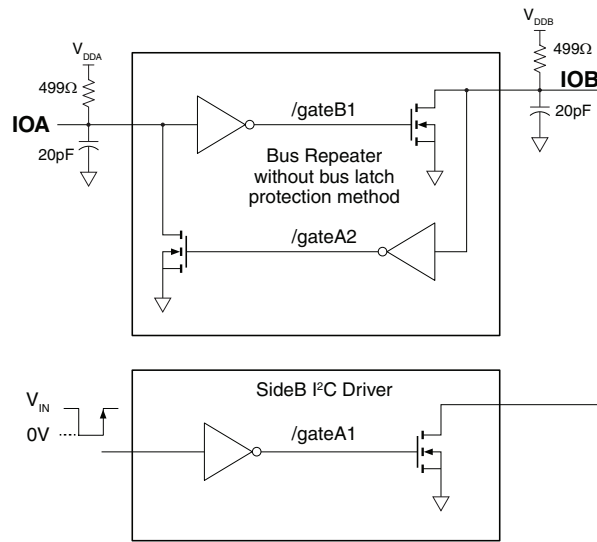 V_DDB
V_DDA
499Ω
499Ω
IOB
IOA
/gateB1
20pF
20pF
Bus Repeater
without bus latch
protection method
/gateA2
SideB I²C Driver
V_IN
0V
/gateA1